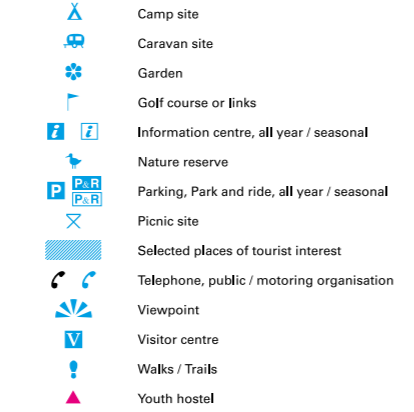 Camp site
Caravan site
Garden
Golf course or links
i i Information centre, all year / seasonal
Nature reserve
P P&R P&R Parking, Park and ride, all year / seasonal
Picnic site
Selected places of tourist interest
Telephone, public / motoring organisation
Viewpoint
V Visitor centre
Walks / Trails
Youth hostel